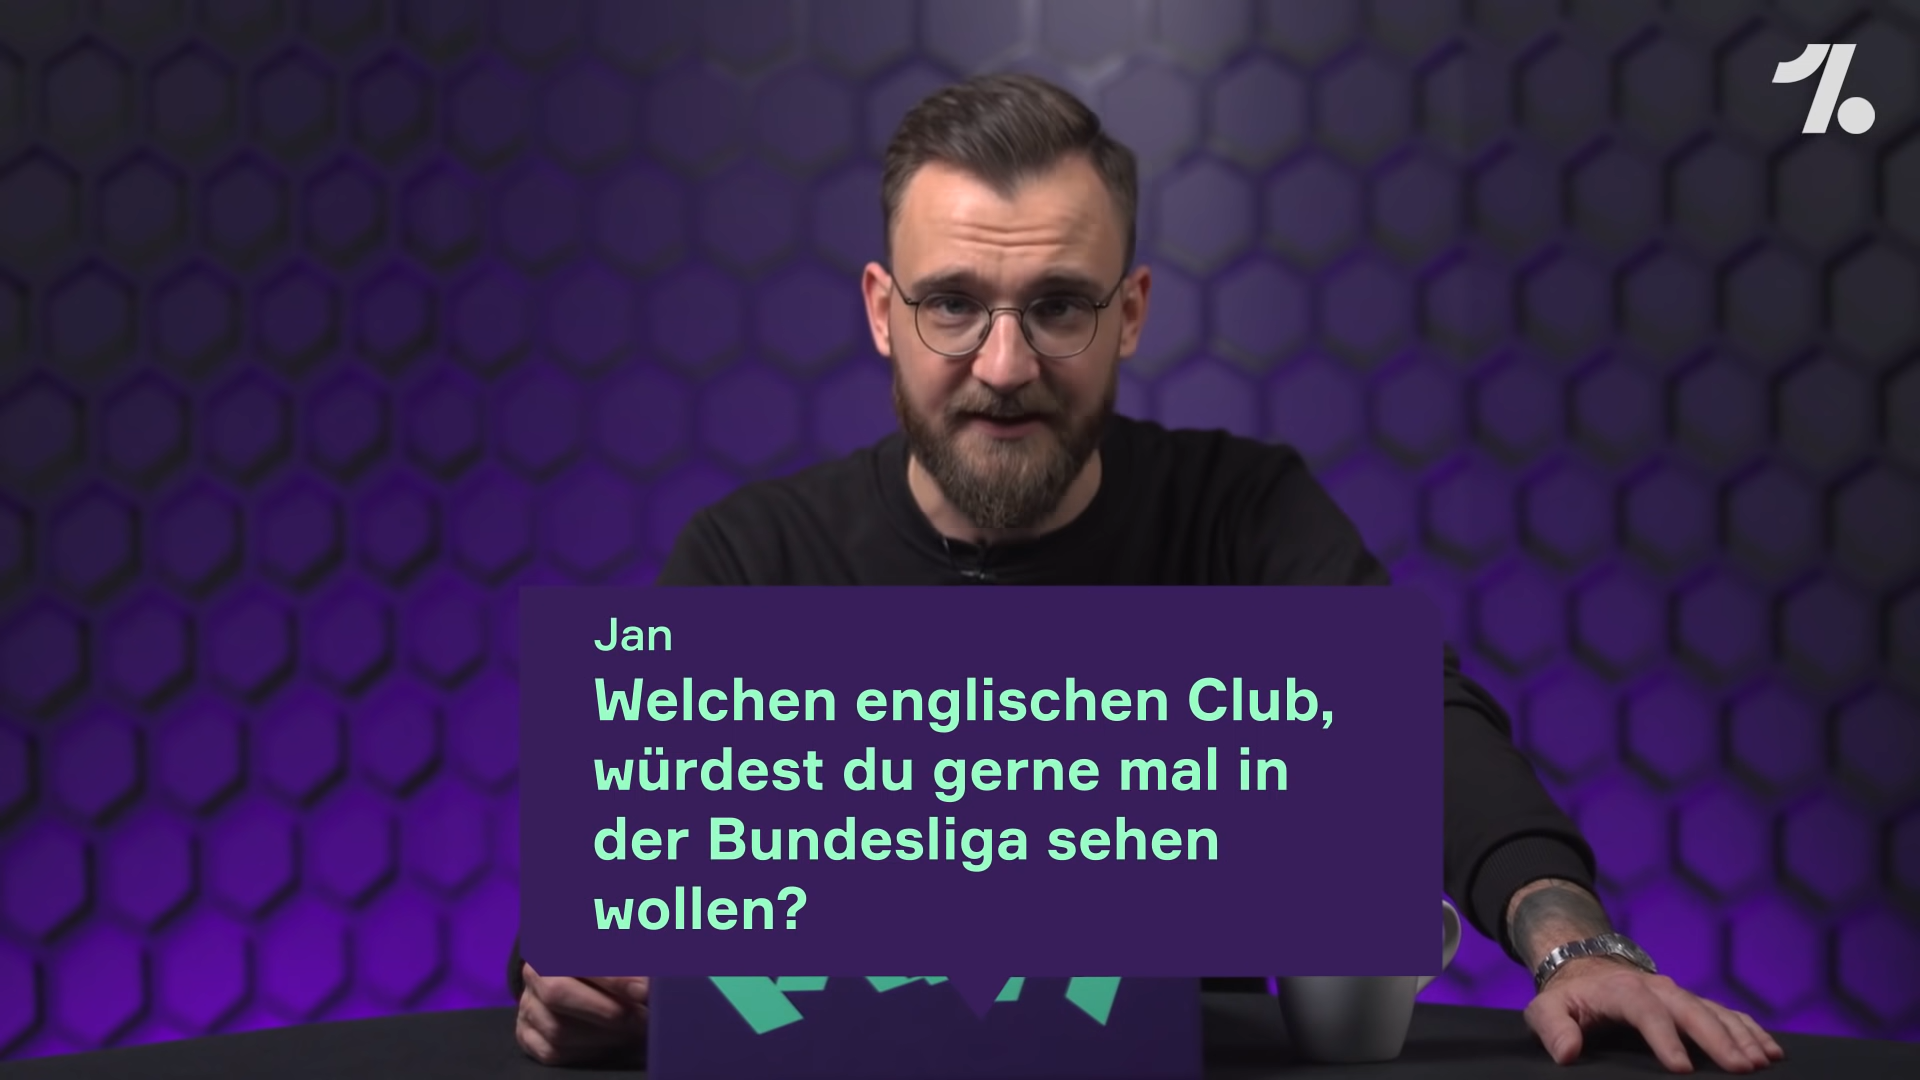 Jan
Welchen englischen Club,
würdest du gerne mal in
der Bundesliga sehen
wollen?